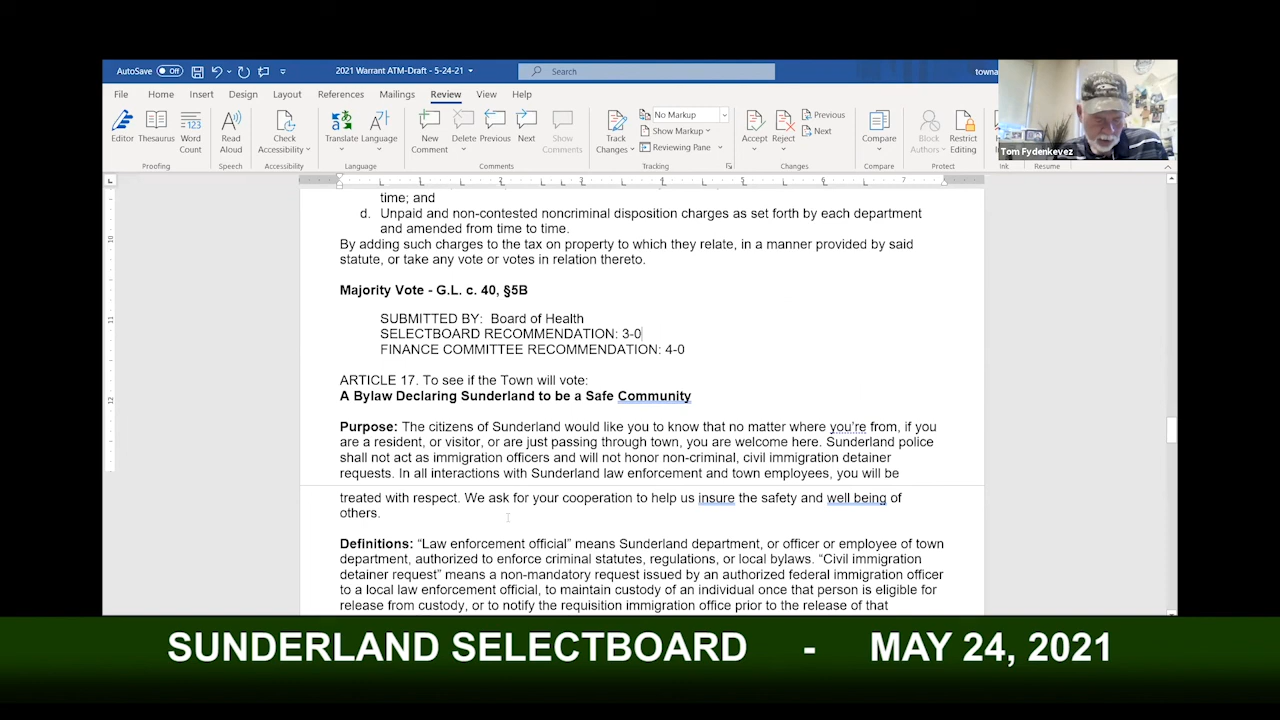 AutoSave Off 2021 Warrant ATM-Draft - 5-24-21 Search towna
File Home Insert Design Layout References Mailings Review View Help
Editor Thesaurus Word Count Read Aloud Check Accessibility Translate Language New Comment Delete Previous Next Show Comments Track Changes No Markup Show Markup Reviewing Pane Accept Reject Previous Next Compare Block Authors Restrict Editing
Proofing Speech Accessibility Language Comments Tracking Changes Compare Protect Ink Resume
Tom Fydenkevez
1 2 3 4 5 6 7
time; and
d. Unpaid and non-contested noncriminal disposition charges as set forth by each department
and amended from time to time.
By adding such charges to the tax on property to which they relate, in a manner provided by said
statute, or take any vote or votes in relation thereto.
Majority Vote - G.L. c. 40, §5B
SUBMITTED BY: Board of Health
SELECTBOARD RECOMMENDATION: 3-0
FINANCE COMMITTEE RECOMMENDATION: 4-0
ARTICLE 17. To see if the Town will vote:
A Bylaw Declaring Sunderland to be a Safe Community
Purpose: The citizens of Sunderland would like you to know that no matter where you're from, if you
are a resident, or visitor, or are just passing through town, you are welcome here. Sunderland police
shall not act as immigration officers and will not honor non-criminal, civil immigration detainer
requests. In all interactions with Sunderland law enforcement and town employees, you will be
treated with respect. We ask for your cooperation to help us insure the safety and well being of
others.
Definitions: “Law enforcement official” means Sunderland department, or officer or employee of town
department, authorized to enforce criminal statutes, regulations, or local bylaws. “Civil immigration
detainer request” means a non-mandatory request issued by an authorized federal immigration officer
to a local law enforcement official, to maintain custody of an individual once that person is eligible for
release from custody, or to notify the requisition immigration office prior to the release of that
SUNDERLAND SELECTBOARD - MAY 24, 2021